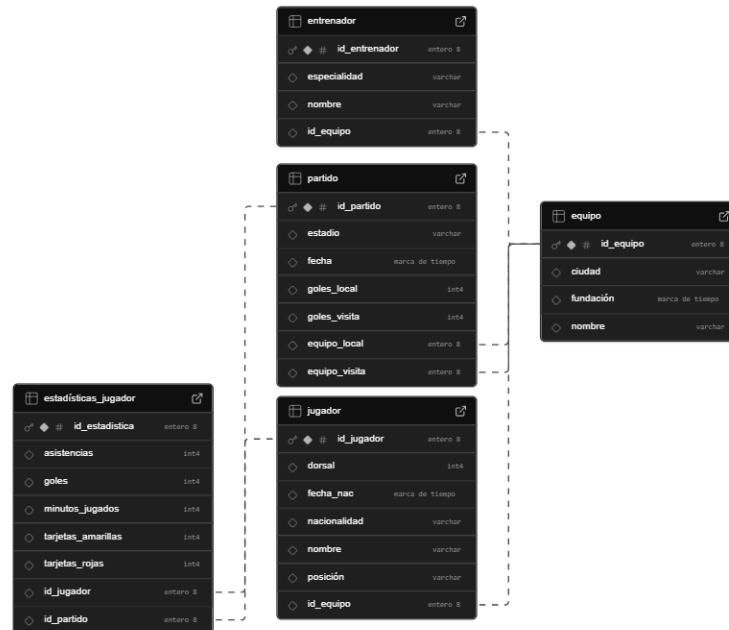 entrenador
# id_entrenador entero 8
especialidad varchar
nombre varchar
id_equipo entero 8
partido
# id_partido entero 8
estadio varchar
fecha marca de tiempo
goles_local int4
goles_visita int4
equipo_local entero 8
equipo_visita entero 8
equipo
# id_equipo entero 8
ciudad varchar
fundación marca de tiempo
nombre varchar
estadísticas_jugador
# id_estadistica entero 8
asistencias int4
goles int4
minutos_jugados int4
tarjetas_amarillas int4
tarjetas_rojas int4
id_jugador entero 8
id_partido entero 8
jugador
# id_jugador entero 8
dorsal int4
fecha_nac marca de tiempo
nacionalidad varchar
nombre varchar
posición varchar
id_equipo entero 8